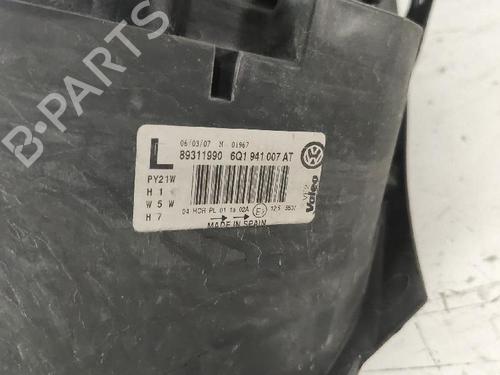 06/03/07 M 01967
L 89311990 6Q1 941 007 AT
PY21W
H 1
W 5 W
H 7
04 HCR PL 01 1a 02A E
MADE IN SPAIN
Valeo
B-PARTS